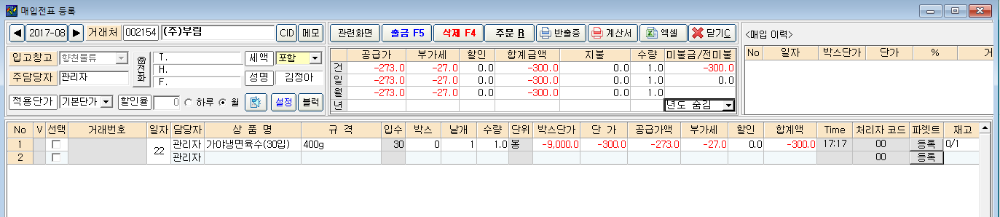 매입전표 등록
◀ 2017-08 ▶ 거래처 002154 (주)부림 CID 메모
관련화면 출금 F5 삭제 F4 주문 R 반출증 계산서 엑셀 닫기C
<매입 이력>
No 일자 박스단가 단가 % 거
입고창고 향천물류 전화 T. 세액 포함
주담당자 관리자 H. 성명 김정아
F.
적용단가 기본단가 할인율 0 하루 월 설정 블럭
공급가 부가세 할인 합계금액 지불 수량 미불금/전미불
건 -273.0 -27.0 0.0 -300.0 0.0 1.0 -300.0
일 -273.0 -27.0 0.0 -300.0 0.0 1.0 0.0
월 -273.0 -27.0 0.0 -300.0 0.0 1.0
년 년도 숨김
No V 선택 거래번호 일자 담당자 상 품 명 규 격 입수 박스 낱개 수량 단위 박스단가 단 가 공급가액 부가세 할인 합계액 Time 처리자 코드 파렛트 재고
1 22 관리자 가야냉면육수(30입) 400g 30 0 1 1.0 봉 -9,000.0 -300.0 -273.0 -27.0 0.0 -300.0 17:17 00 등록 0/1
2 관리자 00 등록